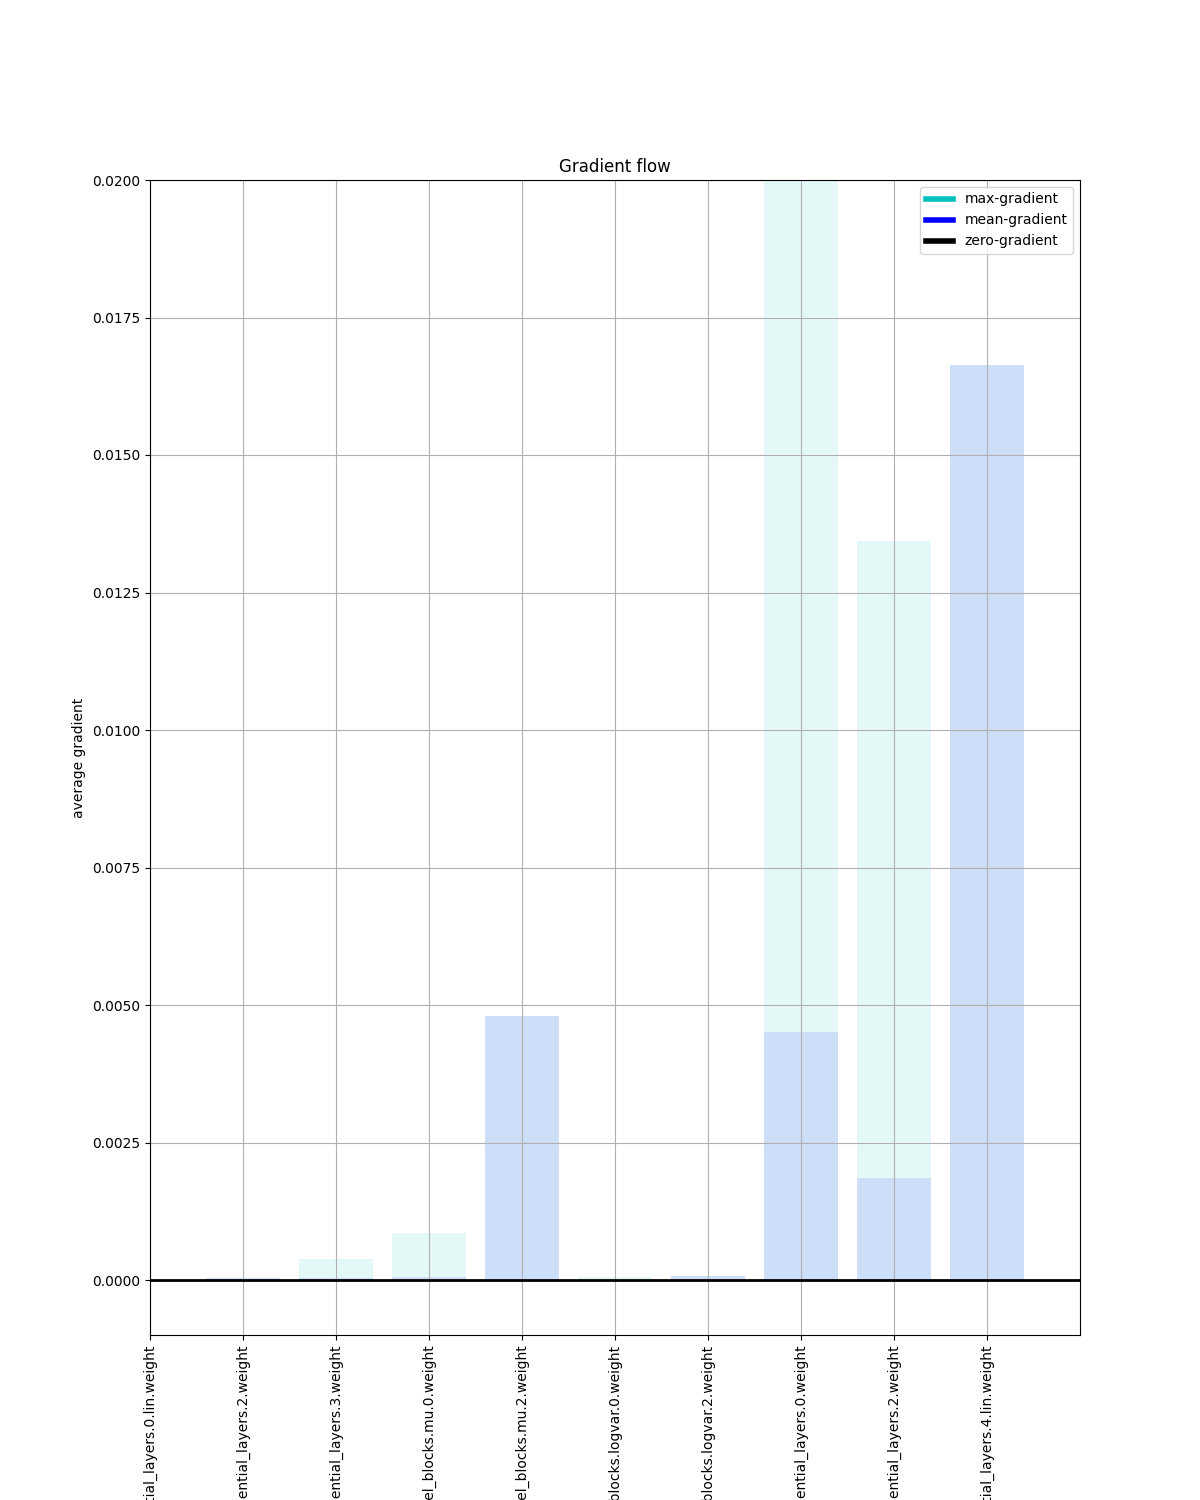 Gradient flow
max-gradient
mean-gradient
zero-gradient
0.0200
0.0175
0.0150
0.0125
0.0100
0.0075
0.0050
0.0025
0.0000
average gradient
tial_layers.0.lin.weight
ential_layers.2.weight
ential_layers.3.weight
el_blocks.mu.0.weight
el_blocks.mu.2.weight
blocks.logvar.0.weight
blocks.logvar.2.weight
ential_layers.0.weight
ential_layers.2.weight
tial_layers.4.lin.weight